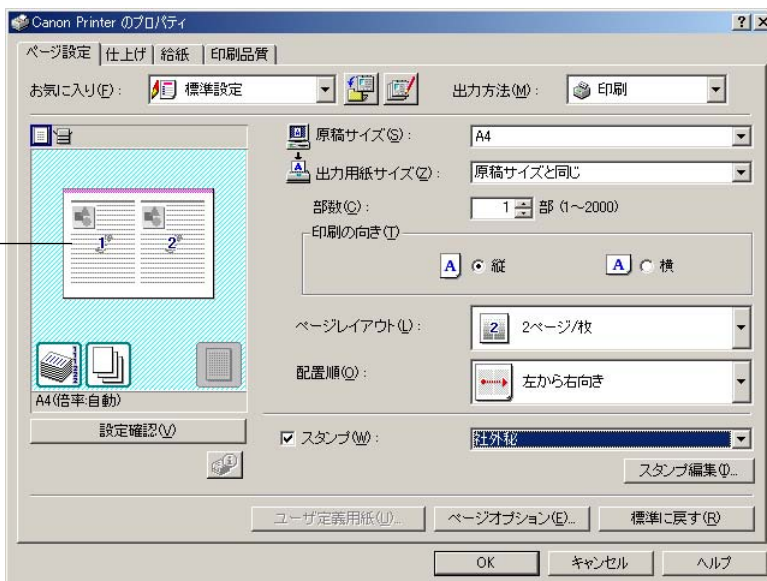 Canon Printer のプロパティ
ページ設定 仕上げ 給紙 印刷品質
お気に入り(F): 標準設定 出力方法(M): 印刷
原稿サイズ(S): A4
出力用紙サイズ(Z): 原稿サイズと同じ
部数(C): 1 部 (1～2000)
印刷の向き(T)
A 縦 A 横
1 2
ページレイアウト(L): 2 2ページ/枚
配置順(O): 左から右向き
A4(倍率:自動)
設定確認(V)
スタンプ(W): 社外秘
スタンプ編集(I)...
ユーザ定義用紙(U)... ページオプション(E)... 標準に戻す(R)
OK キャンセル ヘルプ